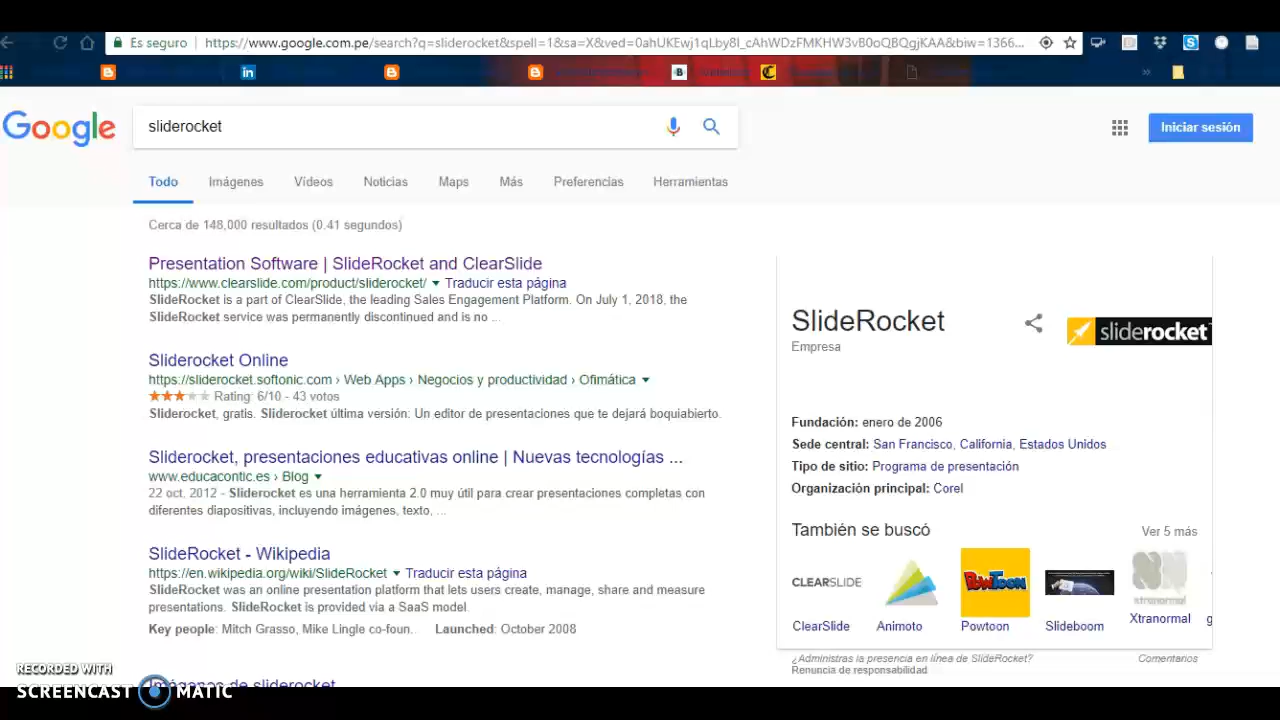 Es seguro https://www.google.com.pe/search?q=sliderocket&spell=1&sa=X&ved=0ahUKEwj1qLby8I_cAhWDzFMKHW3vB0oQBQgjKAA&biw=1366...
Google
sliderocket
Iniciar sesión
Todo Imágenes Vídeos Noticias Maps Más Preferencias Herramientas
Cerca de 148,000 resultados (0.41 segundos)
Presentation Software | SlideRocket and ClearSlide
https://www.clearslide.com/product/sliderocket/ Traducir esta página
SlideRocket is a part of ClearSlide, the leading Sales Engagement Platform. On July 1, 2018, the
SlideRocket service was permanently discontinued and is no ...
Sliderocket Online
https://sliderocket.softonic.com › Web Apps › Negocios y productividad › Ofimática
Rating: 6/10 - 43 votos
Sliderocket, gratis. Sliderocket última versión: Un editor de presentaciones que te dejará boquiabierto.
Sliderocket, presentaciones educativas online | Nuevas tecnologías ...
www.educacontic.es › Blog
22 oct. 2012 - Sliderocket es una herramienta 2.0 muy útil para crear presentaciones completas con
diferentes diapositivas, incluyendo imágenes, texto, ...
SlideRocket - Wikipedia
https://en.wikipedia.org/wiki/SlideRocket Traducir esta página
SlideRocket was an online presentation platform that lets users create, manage, share and measure
presentations. SlideRocket is provided via a SaaS model.
Key people: Mitch Grasso, Mike Lingle co-foun... Launched: October 2008
Imágenes de sliderocket
SlideRocket
Empresa
sliderocket
Fundación: enero de 2006
Sede central: San Francisco, California, Estados Unidos
Tipo de sitio: Programa de presentación
Organización principal: Corel
También se buscó
Ver 5 más
CLEARSLIDE
POWTOON
xtranormal
ClearSlide Animoto Powtoon Slideboom Xtranormal g
¿Administras la presencia en línea de SlideRocket? Comentarios
Renuncia de responsabilidad
RECORDED WITH
SCREENCAST MATIC